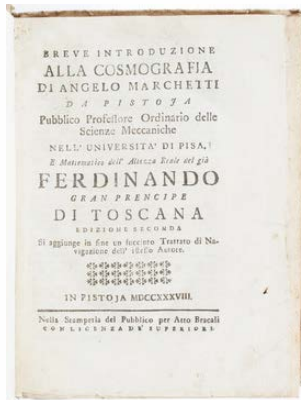 BREVE INTRODUZIONE
ALLA COSMOGRAFIA
DI ANGELO MARCHETTI
DA PISTOJA
Pubblico Profeſſore Ordinario delle
Scienze Meccaniche
NELL' UNIVERSITA' DI PISA,
E Matematico dell' Altezza Reale del già
FERDINANDO
GRAN PRENCIPE
DI TOSCANA
EDIZIONE SECONDA
Si aggiunge in fine un ſuccinto Trattato di Na-
vigazione dell' iſteſſo Autore.
IN PISTOJA MDCCXXXVIII.
Nella Stamperia del Pubblico per Atto Bracali
CON LICENZA DE' SUPERIORI.